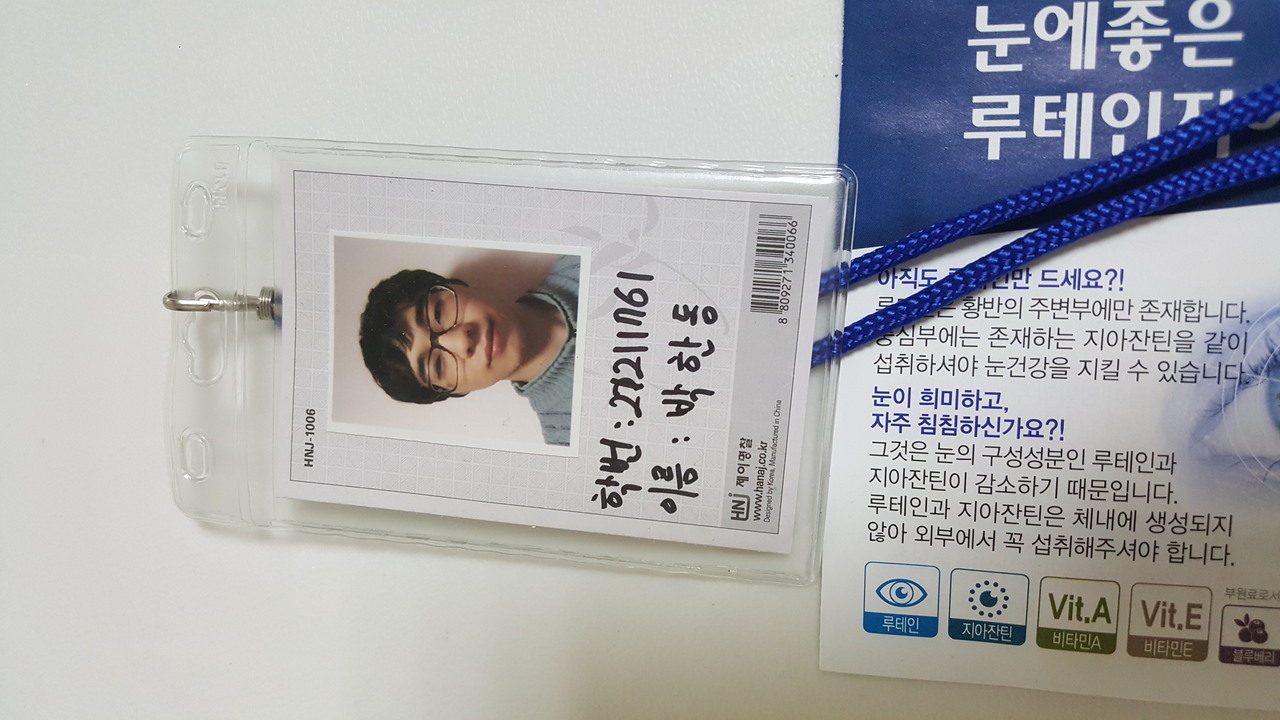 HNJ-1006
학번 : 21211761
이름 : 박한동
HNJ 제이명찰
www.hanaj.co.kr
Designed by Korea, Manufactured in China
8 809271 340066
루테인
지아잔틴
Vit.A
비타민A
Vit.E
비타민E
블루베리
아직도 드세요?!
황반의 주변부에만 존재합니다.
중심부에는 존재하는 지아잔틴을 같이
섭취하셔야 눈건강을 지킬 수 있습니다
눈이 희미하고,
자주 침침하신가요?!
그것은 눈의 구성성분인 루테인과
지아잔틴이 감소하기 때문입니다.
루테인과 지아잔틴은 체내에 생성되지
않아 외부에서 꼭 섭취해주셔야 합니다.
눈에좋은
루테인지